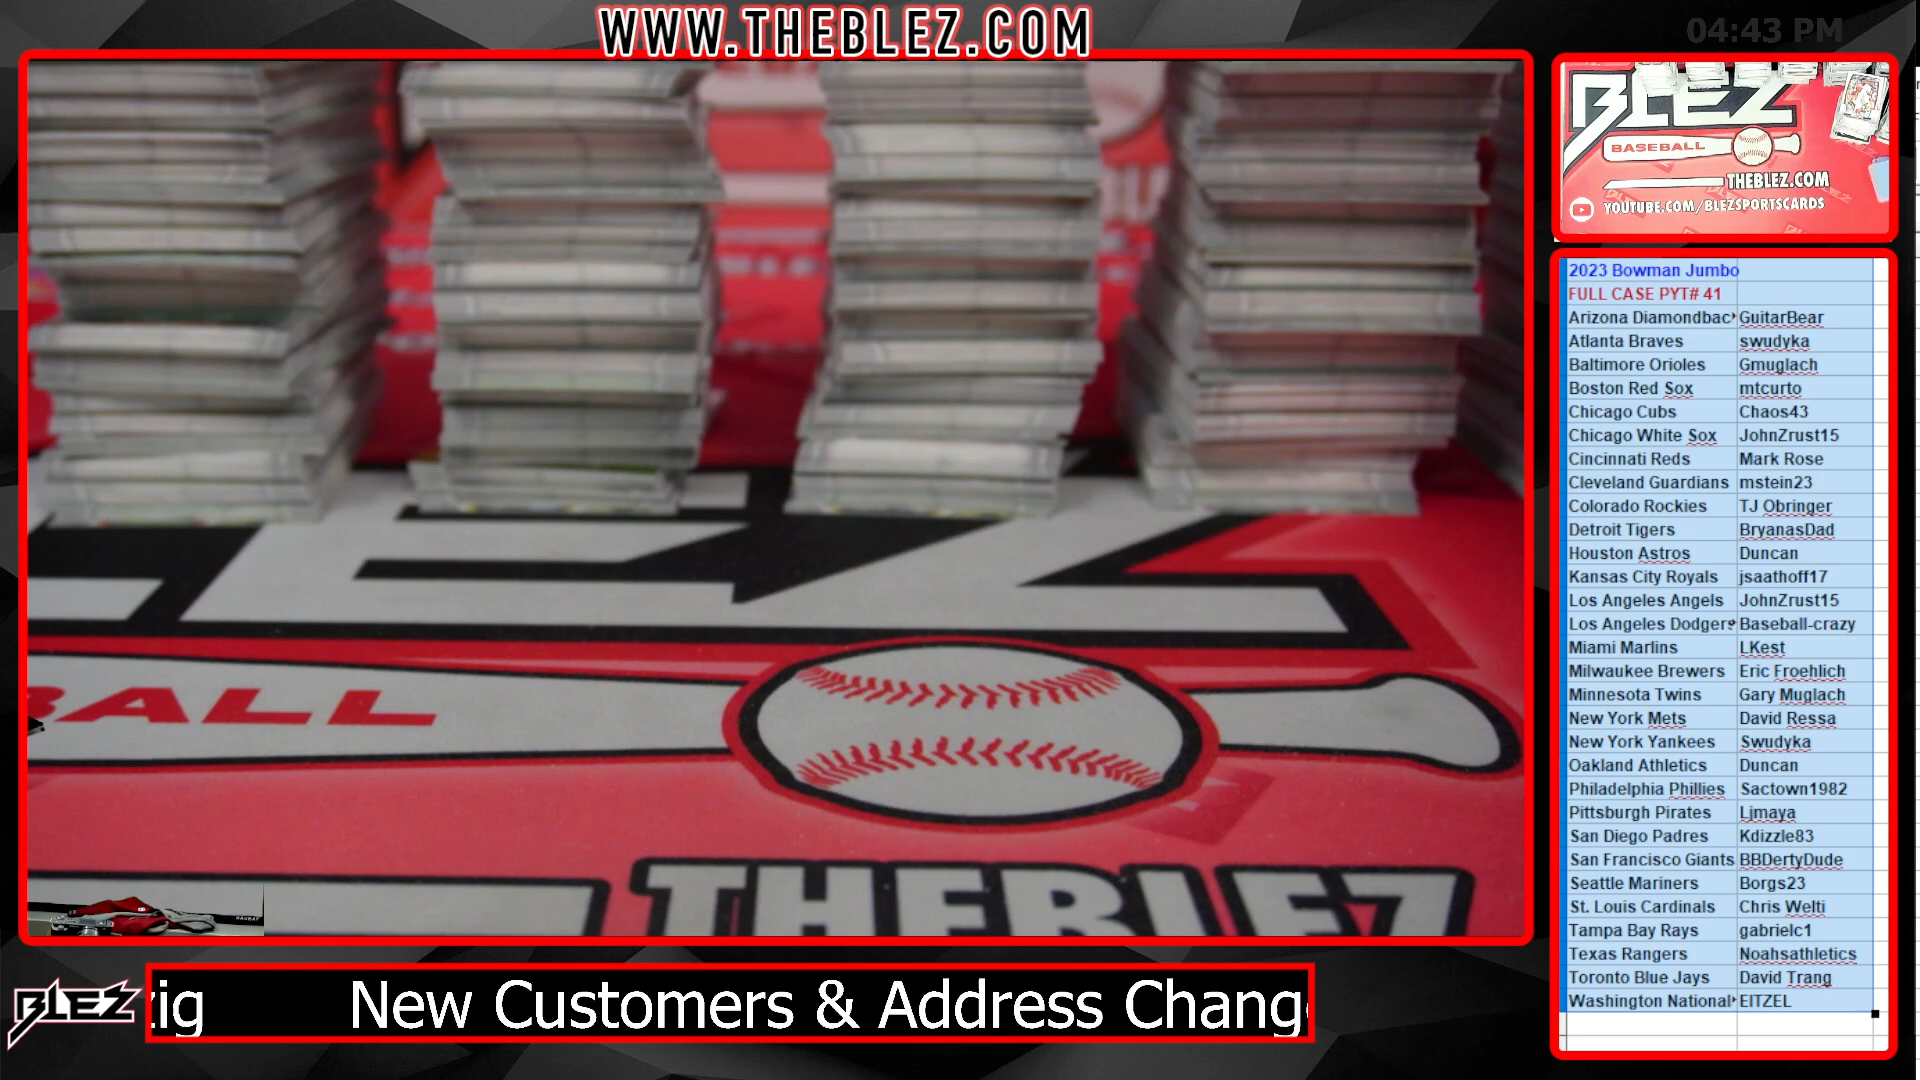 WWW.THEBLEZ.COM
04:43 PM
BLEZ
BASEBALL
THEBLEZ.COM
YOUTUBE.COM/BLEZSPORTSCARDS
2023 Bowman Jumbo
FULL CASE PYT# 41
Arizona Diamondbac GuitarBear
Atlanta Braves swudyka
Baltimore Orioles Gmuglach
Boston Red Sox mtcurto
Chicago Cubs Chaos43
Chicago White Sox JohnZrust15
Cincinnati Reds Mark Rose
Cleveland Guardians mstein23
Colorado Rockies TJ Obringer
Detroit Tigers BryanasDad
Houston Astros Duncan
Kansas City Royals jsaathoff17
Los Angeles Angels JohnZrust15
Los Angeles Dodgers Baseball-crazy
Miami Marlins LKest
Milwaukee Brewers Eric Froehlich
Minnesota Twins Gary Muglach
New York Mets David Ressa
New York Yankees Swudyka
Oakland Athletics Duncan
Philadelphia Phillies Sactown1982
Pittsburgh Pirates Ljmaya
San Diego Padres Kdizzle83
San Francisco Giants BBDertyDude
Seattle Mariners Borgs23
St. Louis Cardinals Chris Welti
Tampa Bay Rays gabrielc1
Texas Rangers Noahsathletics
Toronto Blue Jays David Trang
Washington National EITZEL
EZ
BALL
THEBLEZ
BLEZ
zig New Customers & Address Chang